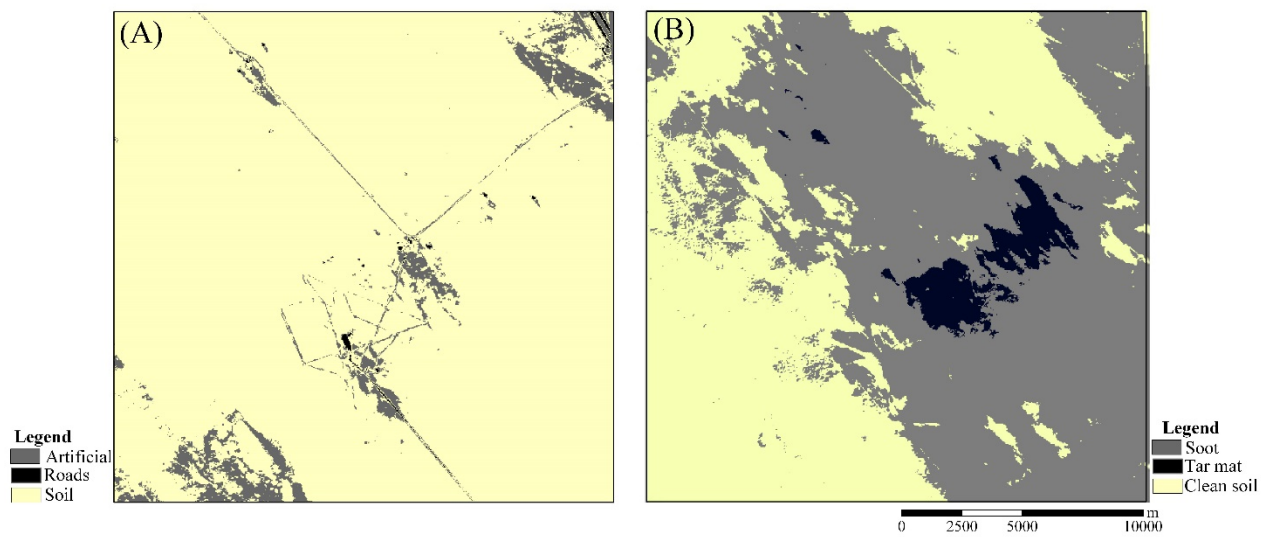 (A)
(B)
Legend
Artificial
Roads
Soil
Legend
Soot
Tar mat
Clean soil
m
0 2500 5000 10000